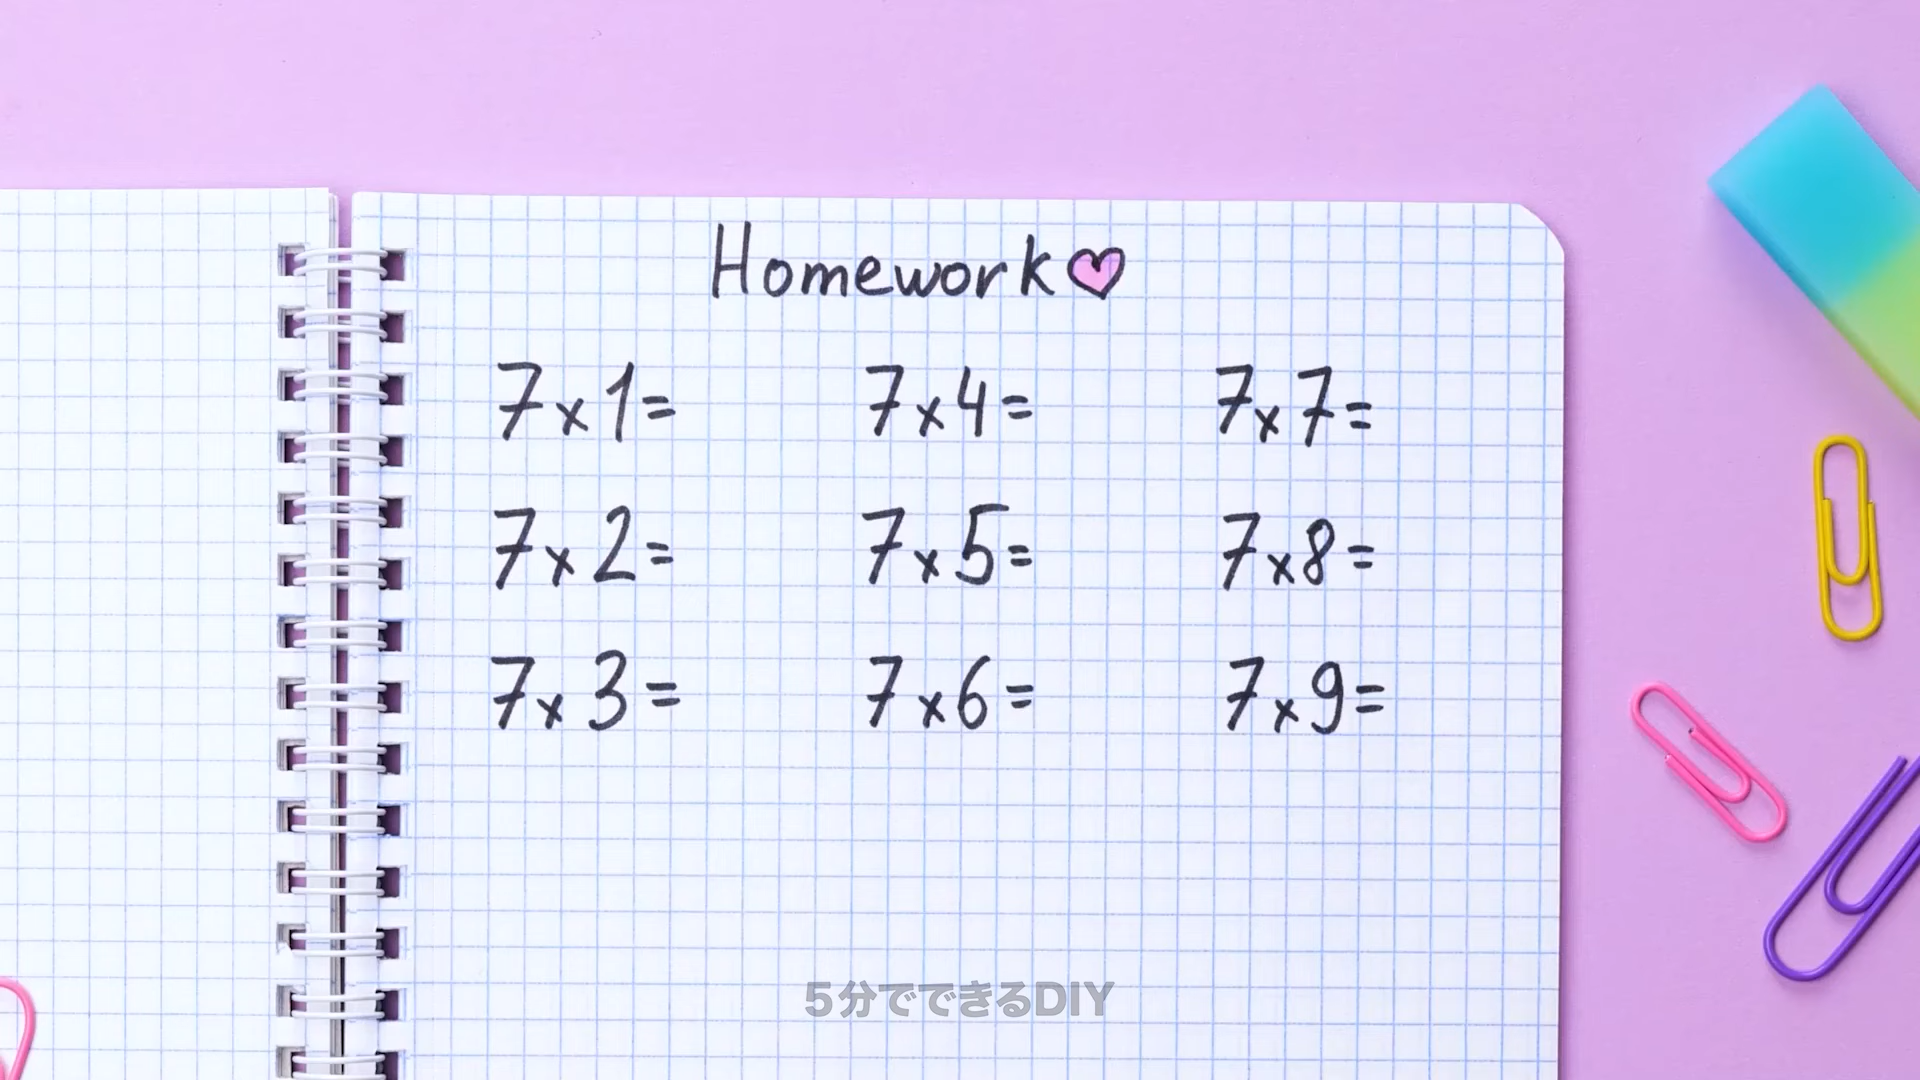 Homework♡
7x1= 7x4= 7x7=
7x2= 7x5= 7x8=
7x3= 7x6= 7x9=
5分でできるDIY